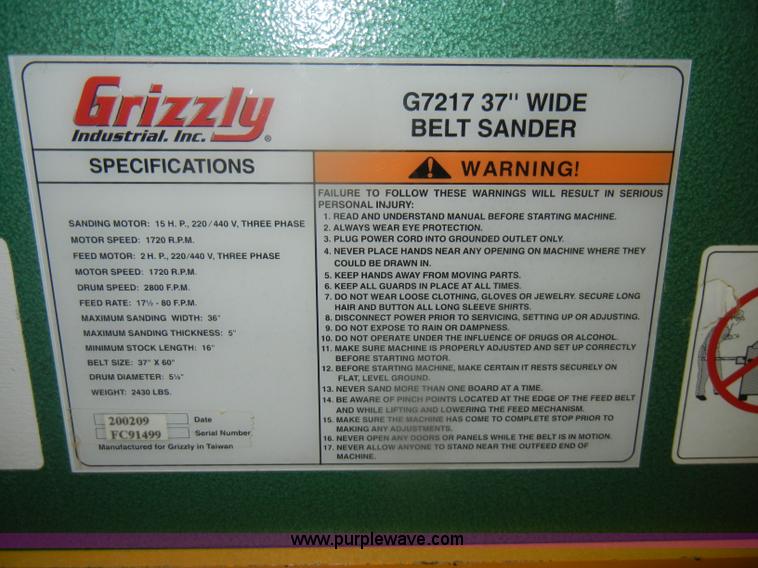 Grizzly
Industrial, Inc.®
G7217 37" WIDE
BELT SANDER
SPECIFICATIONS
SANDING MOTOR: 15 H. P., 220/440 V, THREE PHASE
MOTOR SPEED: 1720 R.P.M.
FEED MOTOR: 2 H. P., 220/440 V, THREE PHASE
MOTOR SPEED: 1720 R.P.M.
DRUM SPEED: 2800 F.P.M.
FEED RATE: 17½ - 80 F.P.M.
MAXIMUM SANDING WIDTH: 36"
MAXIMUM SANDING THICKNESS: 5"
MINIMUM STOCK LENGTH: 16"
BELT SIZE: 37" X 60"
DRUM DIAMETER: 5⅛"
WEIGHT: 2430 LBS.
200209 Date
FC91499 Serial Number
Manufactured for Grizzly in Taiwan
WARNING!
FAILURE TO FOLLOW THESE WARNINGS WILL RESULT IN SERIOUS
PERSONAL INJURY:
1. READ AND UNDERSTAND MANUAL BEFORE STARTING MACHINE.
2. ALWAYS WEAR EYE PROTECTION.
3. PLUG POWER CORD INTO GROUNDED OUTLET ONLY.
4. NEVER PLACE HANDS NEAR ANY OPENING ON MACHINE WHERE THEY
COULD BE DRAWN IN.
5. KEEP HANDS AWAY FROM MOVING PARTS.
6. KEEP ALL GUARDS IN PLACE AT ALL TIMES.
7. DO NOT WEAR LOOSE CLOTHING, GLOVES OR JEWELRY. SECURE LONG
HAIR AND BUTTON ALL LONG SLEEVE SHIRTS.
8. DISCONNECT POWER PRIOR TO SERVICING, SETTING UP OR ADJUSTING.
9. DO NOT EXPOSE TO RAIN OR DAMPNESS.
10. DO NOT OPERATE UNDER THE INFLUENCE OF DRUGS OR ALCOHOL.
11. MAKE SURE MACHINE IS PROPERLY ADJUSTED AND SET UP CORRECTLY
BEFORE STARTING MOTOR.
12. BEFORE STARTING MACHINE, MAKE CERTAIN IT RESTS SECURELY ON
FLAT, LEVEL GROUND.
13. NEVER SAND MORE THAN ONE BOARD AT A TIME.
14. BE AWARE OF PINCH POINTS LOCATED AT THE EDGE OF THE FEED BELT
AND WHILE LIFTING AND LOWERING THE FEED MECHANISM.
15. MAKE SURE THE MACHINE HAS COME TO COMPLETE STOP PRIOR TO
MAKING ANY ADJUSTMENTS.
16. NEVER OPEN ANY DOORS OR PANELS WHILE THE BELT IS IN MOTION.
17. NEVER ALLOW ANYONE TO STAND NEAR THE OUTFEED END OF
MACHINE.
www.purplewave.com